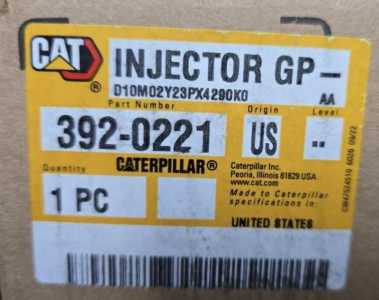 CAT® INJECTOR GP-
D10M02Y23PX4290K0
AA
Part Number Origin Level
392-0221 US --
Quantity CATERPILLAR® Caterpillar Inc.
Peoria, Illinois 61629 USA
www.cat.com
1 PC Made to Caterpillar
specifications
UNITED STATES